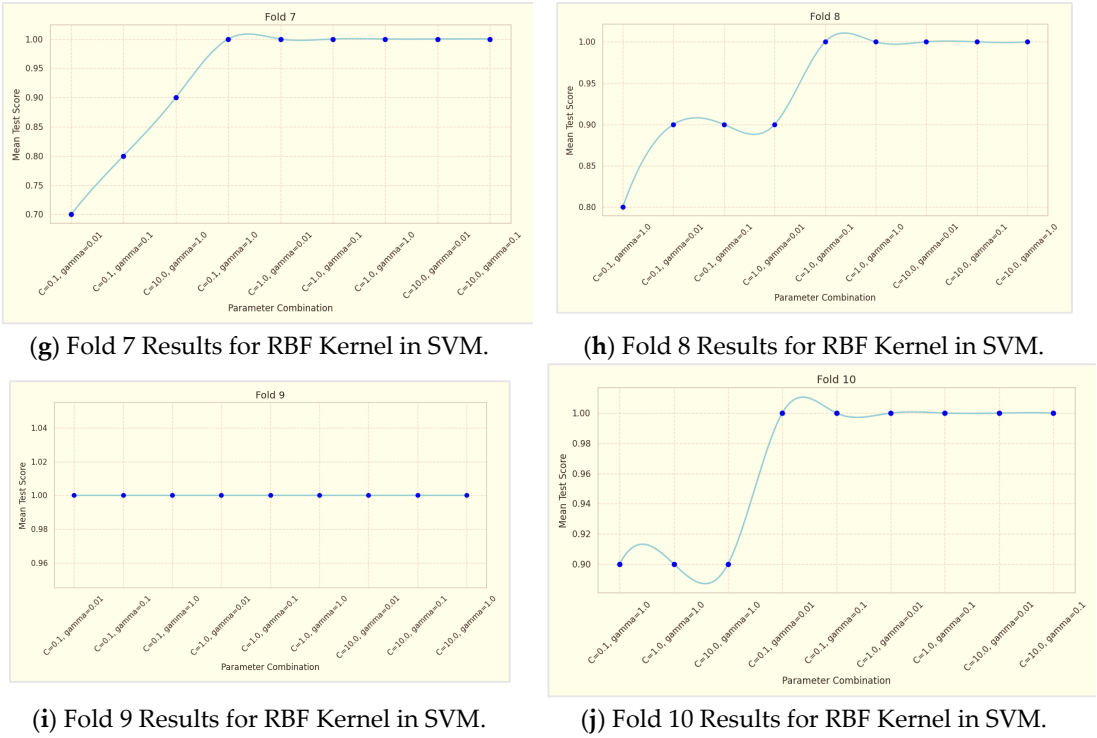 Fold 7
Mean Test Score
1.00
0.95
0.90
0.85
0.80
0.75
0.70
C=0.1, gamma=0.01
C=0.1, gamma=0.1
C=10.0, gamma=1.0
C=0.1, gamma=1.0
C=1.0, gamma=0.01
C=1.0, gamma=0.1
C=1.0, gamma=1.0
C=10.0, gamma=0.01
C=10.0, gamma=0.1
Parameter Combination
(g) Fold 7 Results for RBF Kernel in SVM.
Fold 8
Mean Test Score
1.00
0.95
0.90
0.85
0.80
C=0.1, gamma=1.0
C=0.1, gamma=0.01
C=0.1, gamma=0.1
C=1.0, gamma=0.01
C=1.0, gamma=1.0
C=1.0, gamma=0.1
C=10.0, gamma=0.01
C=10.0, gamma=0.1
C=10.0, gamma=1.0
Parameter Combination
(h) Fold 8 Results for RBF Kernel in SVM.
Fold 9
Mean Test Score
1.04
1.02
1.00
0.98
0.96
C=0.1, gamma=0.01
C=0.1, gamma=0.1
C=0.1, gamma=1.0
C=1.0, gamma=0.01
C=1.0, gamma=0.1
C=1.0, gamma=1.0
C=10.0, gamma=0.01
C=10.0, gamma=0.1
C=10.0, gamma=1.0
Parameter Combination
(i) Fold 9 Results for RBF Kernel in SVM.
Fold 10
Mean Test Score
1.00
0.98
0.96
0.94
0.92
0.90
C=0.1, gamma=1.0
C=1.0, gamma=1.0
C=10.0, gamma=1.0
C=0.1, gamma=0.01
C=0.1, gamma=0.1
C=1.0, gamma=0.01
C=1.0, gamma=0.1
C=10.0, gamma=0.01
C=10.0, gamma=0.1
Parameter Combination
(j) Fold 10 Results for RBF Kernel in SVM.